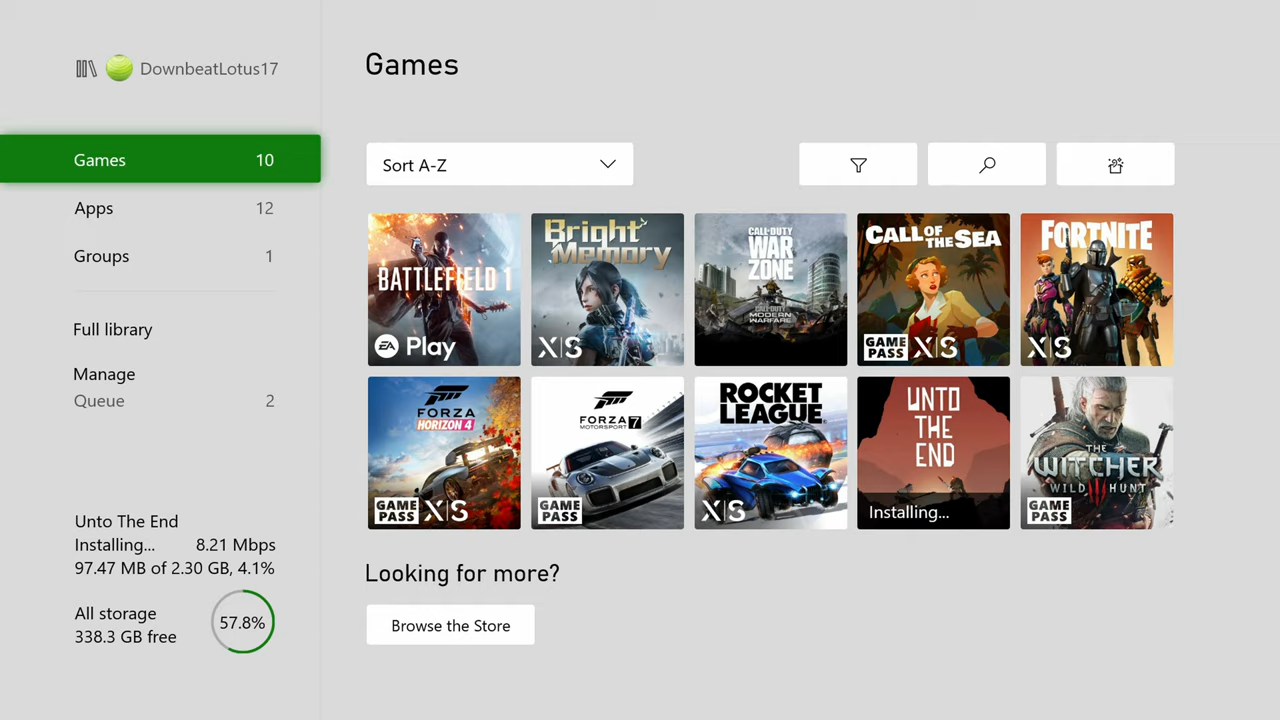 DownbeatLotus17
Games 10
Apps 12
Groups 1
Full library
Manage
Queue 2
Unto The End
Installing... 8.21 Mbps
97.47 MB of 2.30 GB, 4.1%
All storage
338.3 GB free
57.8%
Games
Sort A-Z
BATTLEFIELD 1
EA Play
Bright Memory
X|S
CALL OF DUTY
WAR
ZONE
CALL OF DUTY
MODERN
WARFARE
CALL OF THE SEA
GAME
PASS
X|S
FORTNITE
X|S
FORZA
HORIZON 4
GAME
PASS
X|S
FORZA
MOTORSPORT 7
GAME
PASS
ROCKET
LEAGUE
X|S
UNTO
THE
END
Installing...
THE
WITCHER
WILD HUNT
GAME
PASS
Looking for more?
Browse the Store